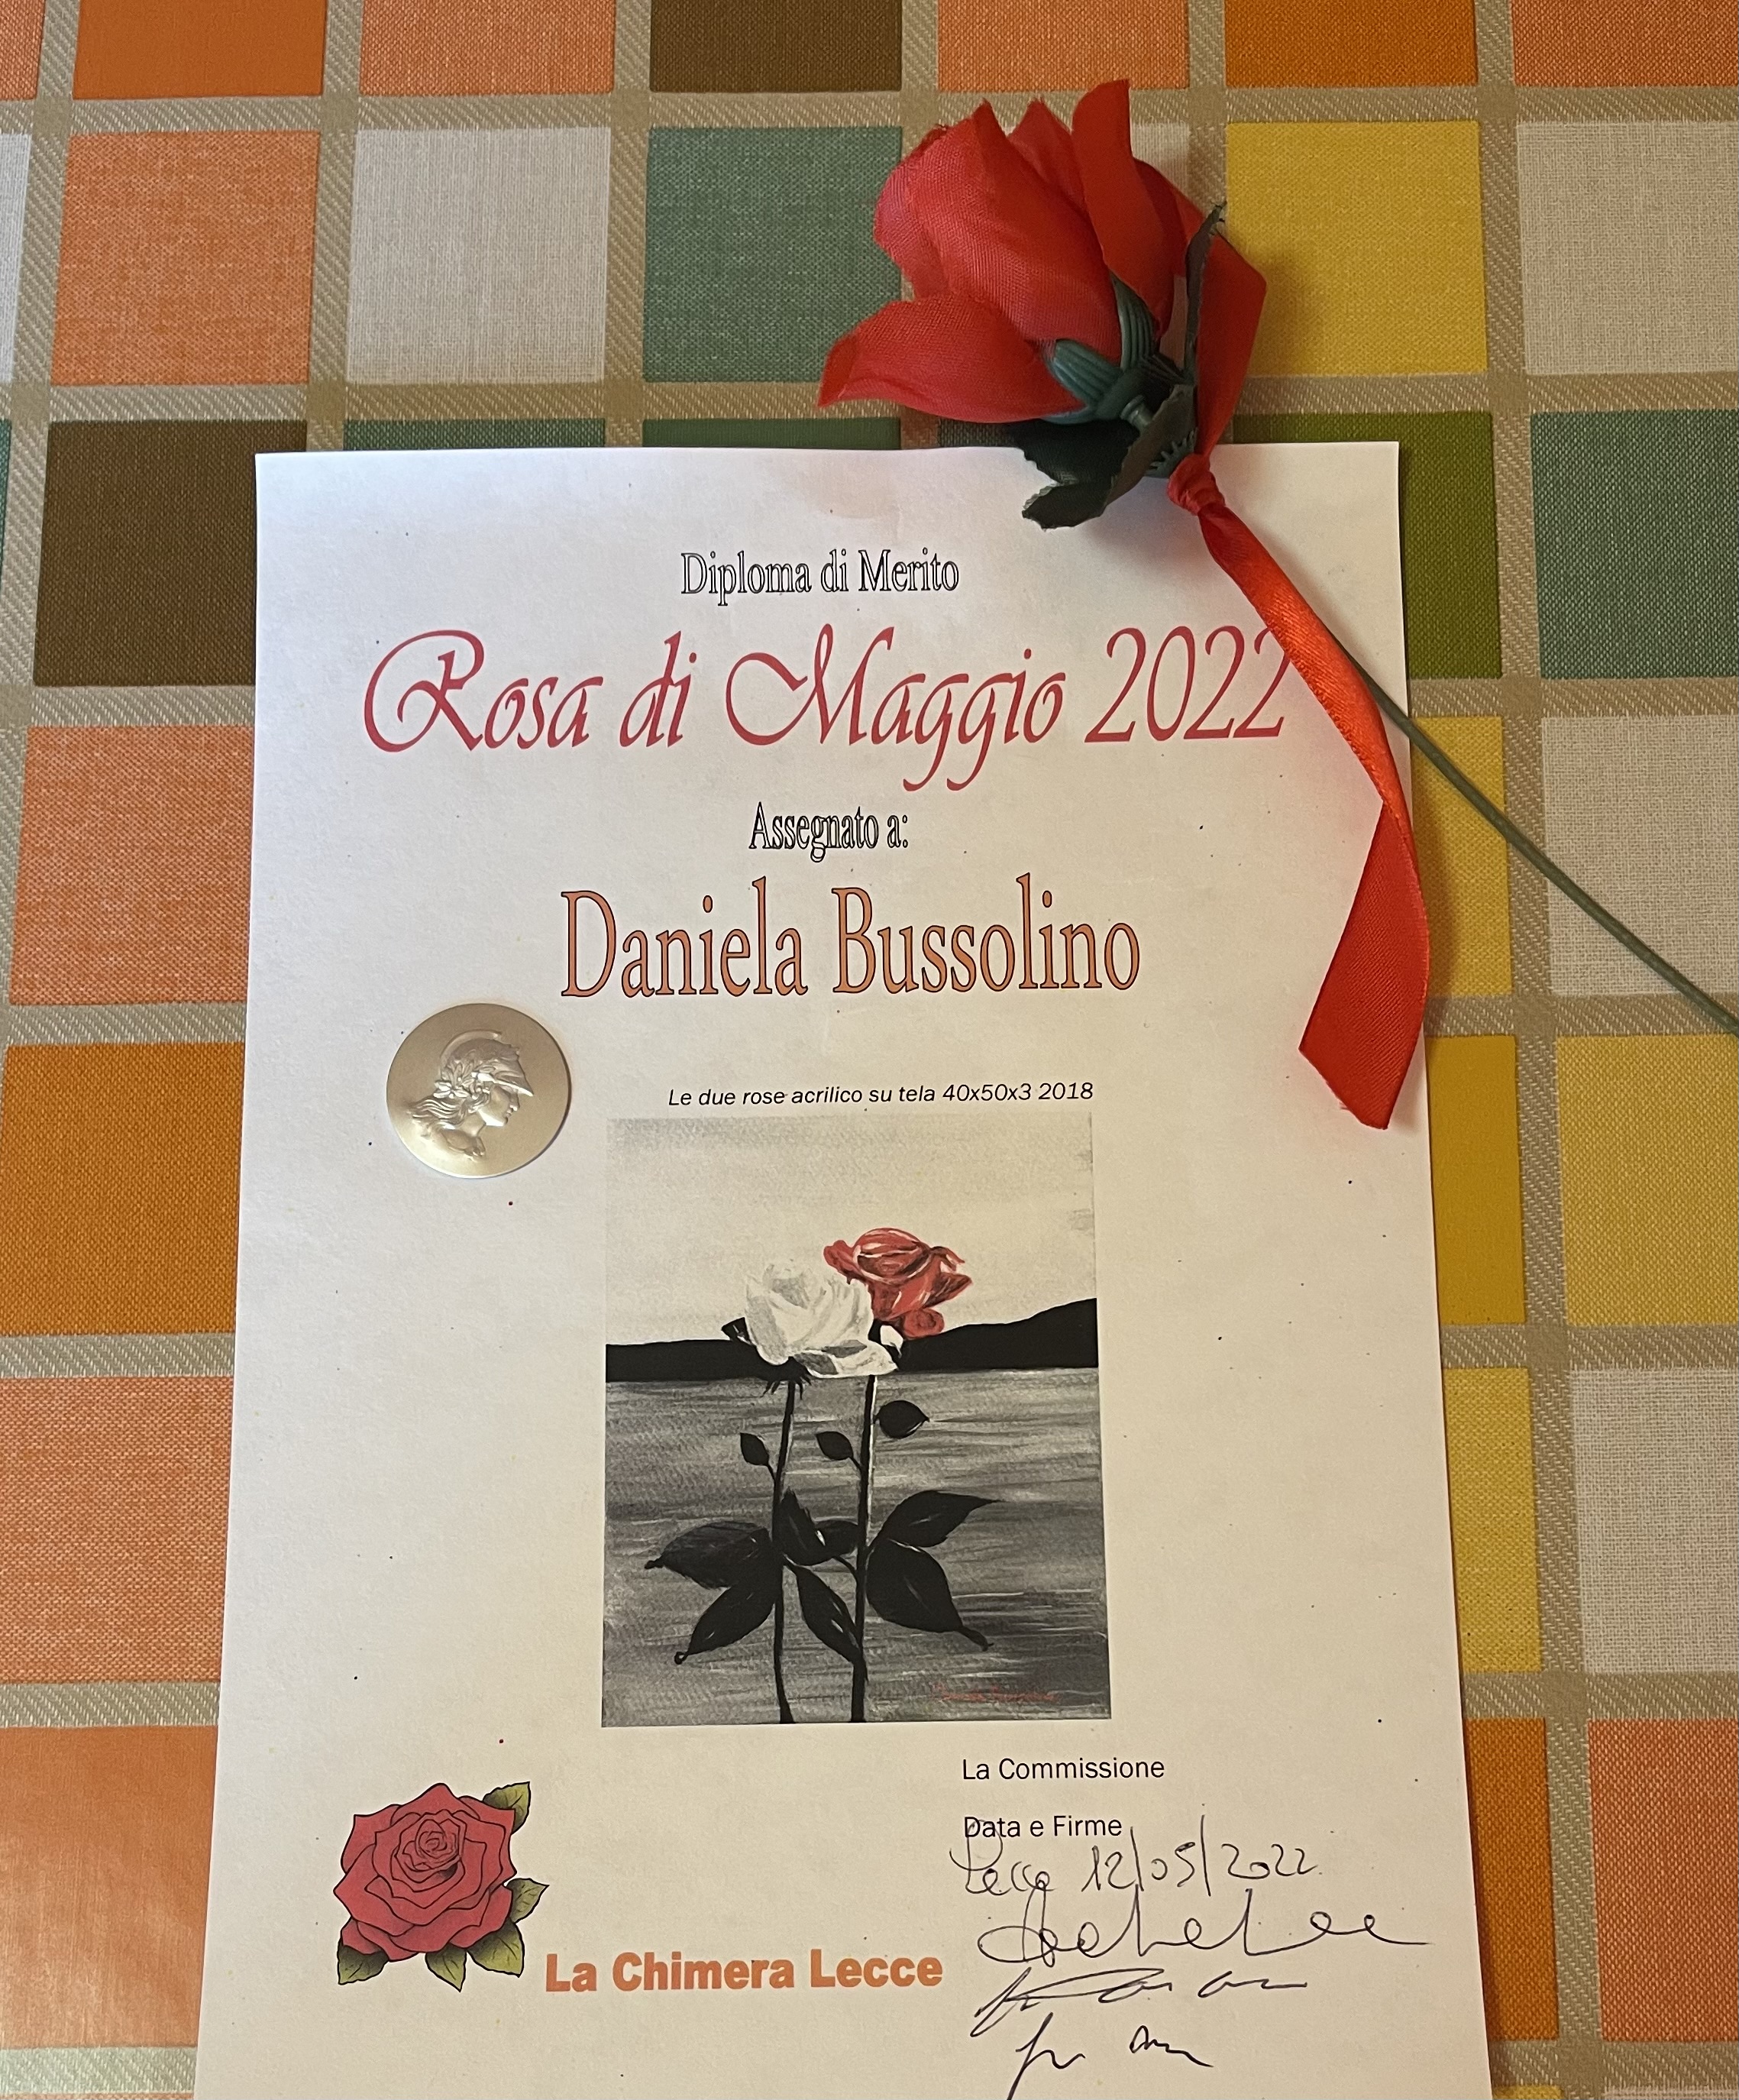 Diploma di Merito
Rosa di Maggio 2022
Assegnato a:
Daniela Bussolino
Le due rose acrilico su tela 40x50x3 2018
La Commissione
Data e Firme
Lecce 12/05/2022
La Chimera Lecce